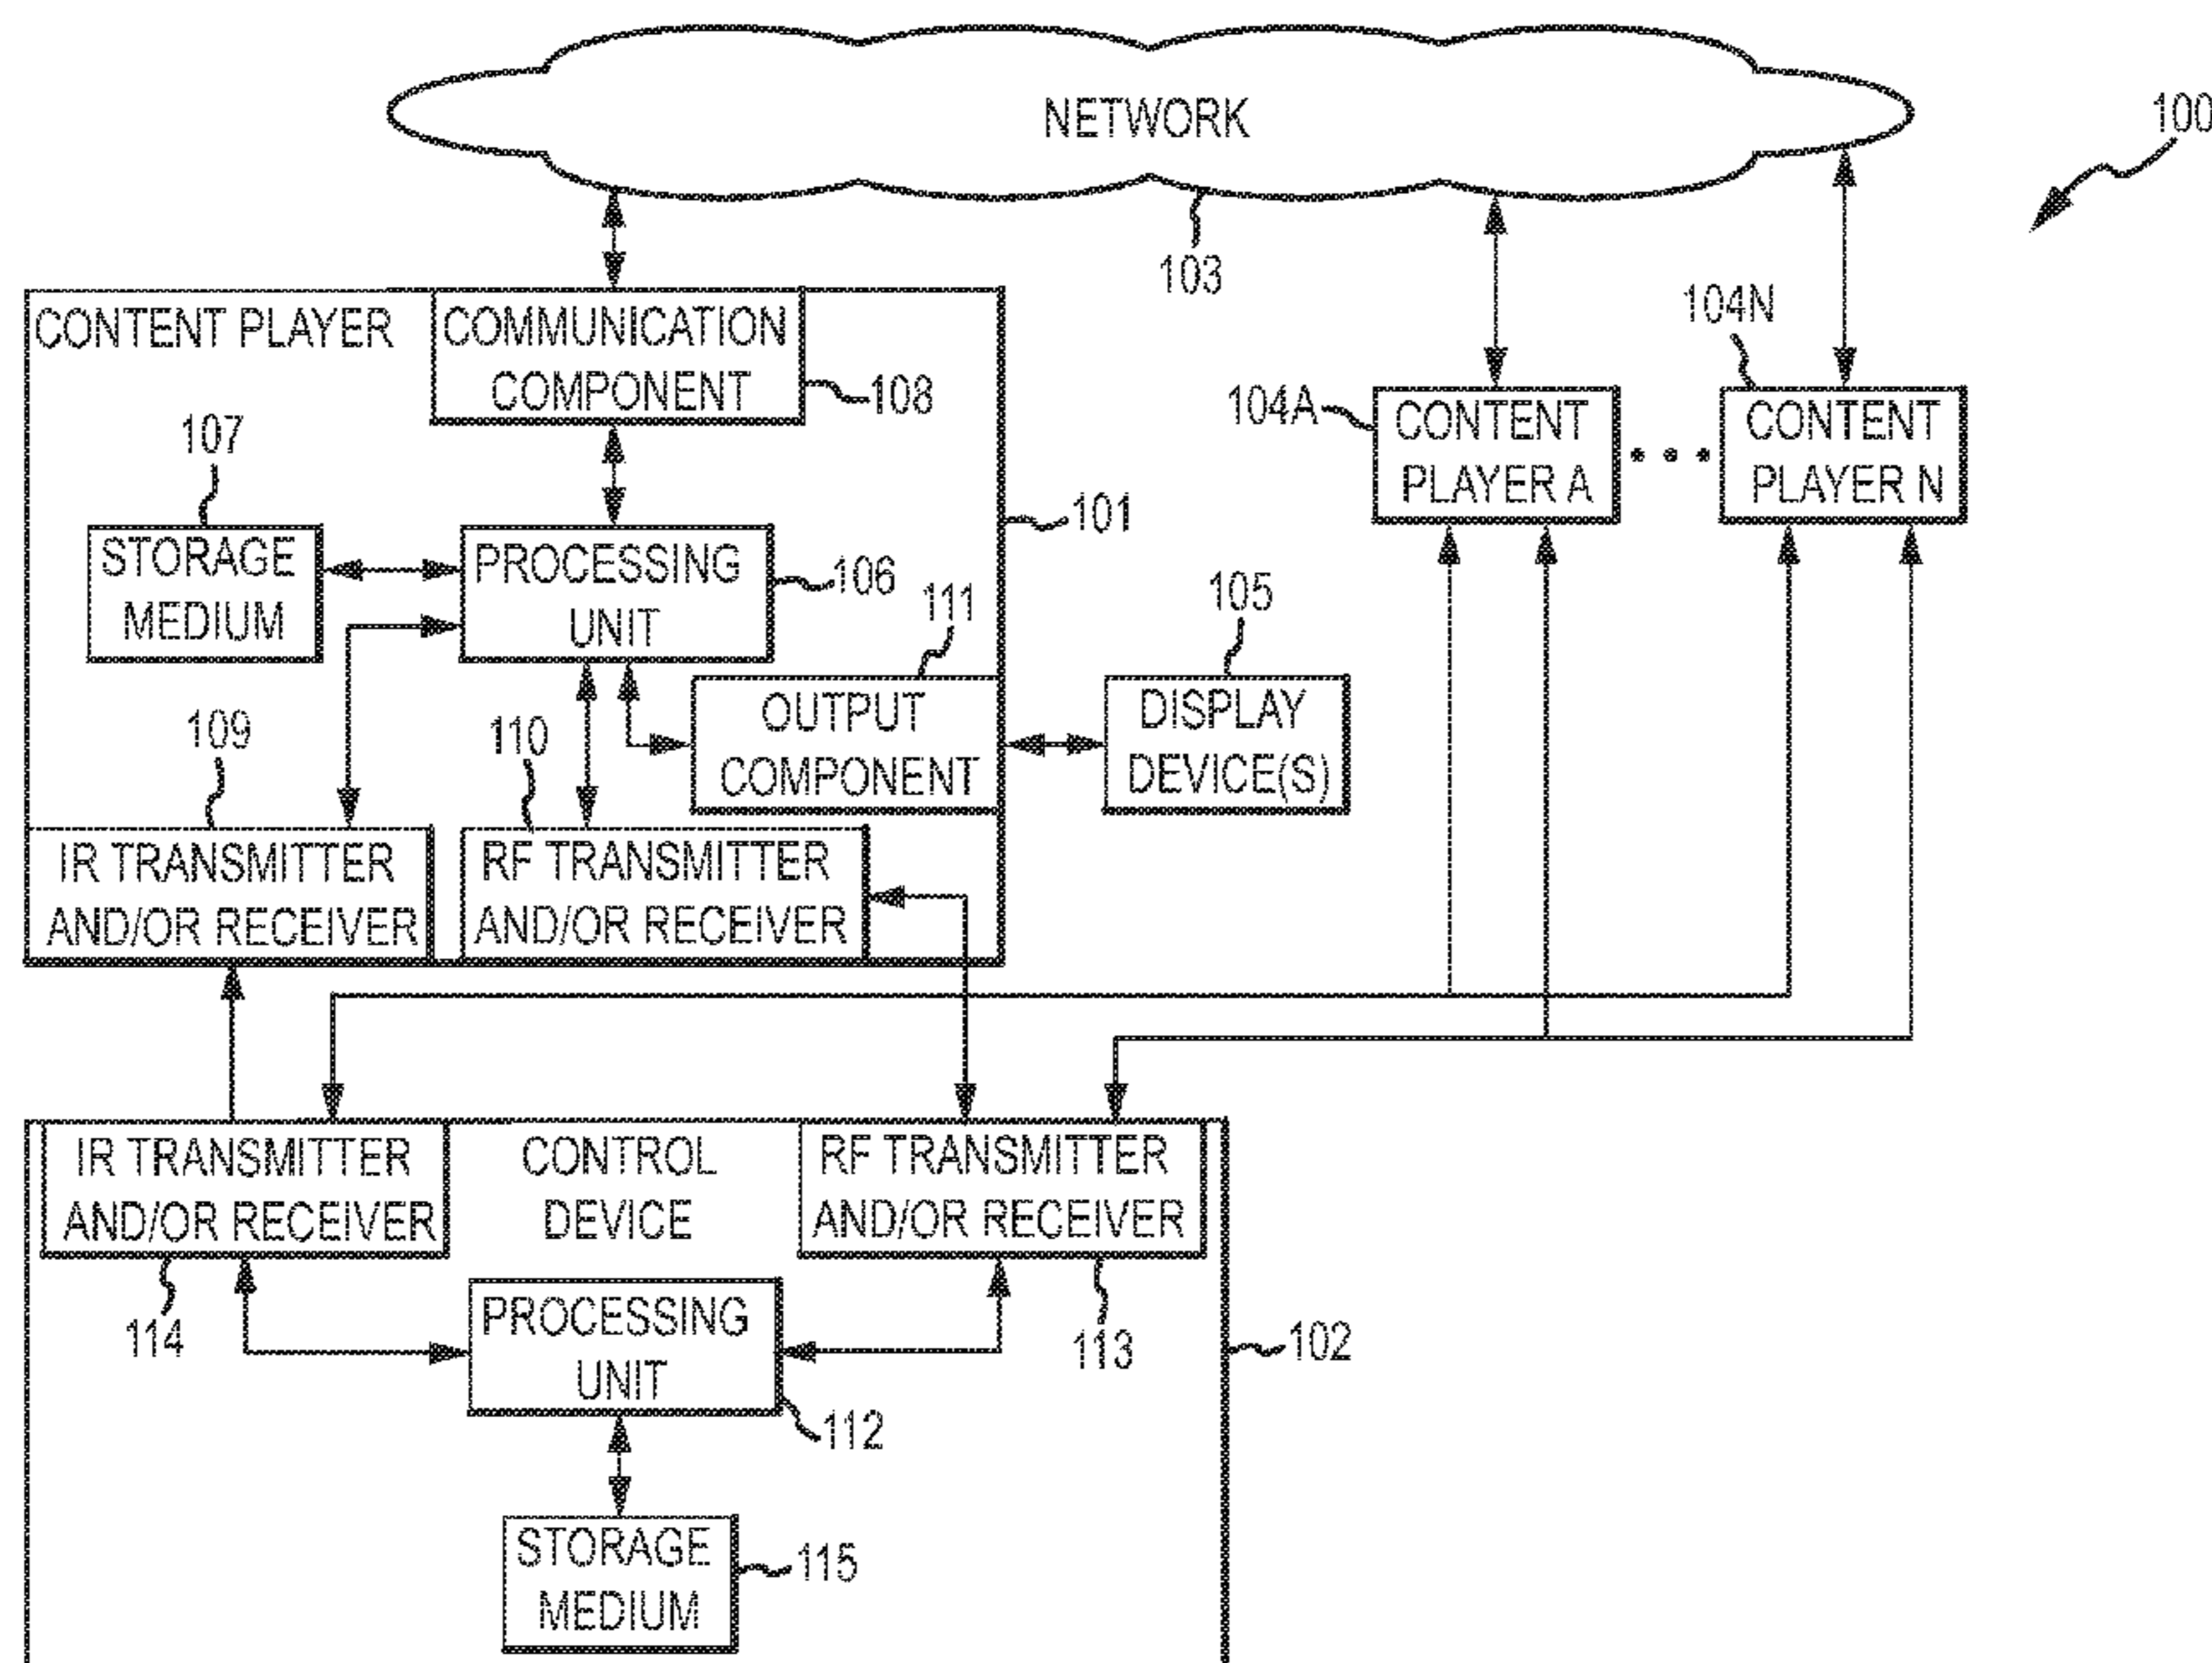 NETWORK
100
103
CONTENT PLAYER
COMMUNICATION
COMPONENT
108
104N
104A
CONTENT
PLAYER A
CONTENT
PLAYER N
107
101
STORAGE
MEDIUM
PROCESSING
UNIT
106
111
105
OUTPUT
COMPONENT
DISPLAY
DEVICE(S)
109
110
IR TRANSMITTER
AND/OR RECEIVER
RF TRANSMITTER
AND/OR RECEIVER
IR TRANSMITTER
AND/OR RECEIVER
CONTROL
DEVICE
RF TRANSMITTER
AND/OR RECEIVER
114
PROCESSING
UNIT
113
102
112
STORAGE
MEDIUM
115